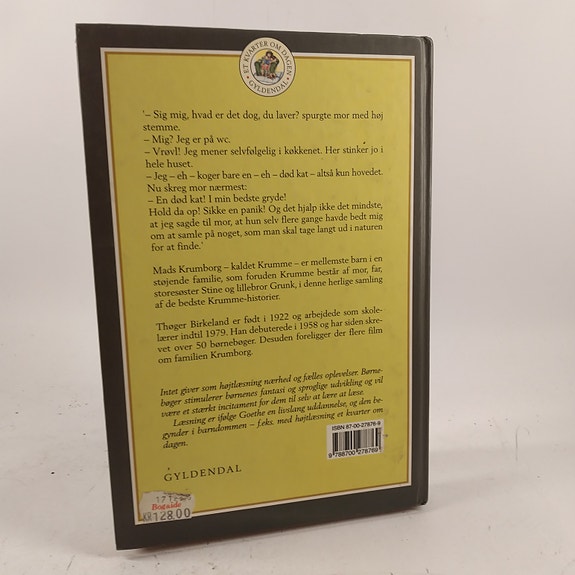 ET KVARTER OM DAGEN
GYLDENDAL
'– Sig mig, hvad er det dog, du laver? spurgte mor med høj
stemme.
– Mig? Jeg er på wc.
– Vrøvl! Jeg mener selvfølgelig i køkkenet. Her stinker jo i
hele huset.
– Jeg – eh – koger bare en – eh – død kat – altså kun hovedet.
Nu skreg mor nærmest:
– En død kat! I min bedste gryde!
Hold da op! Sikke en panik! Og det hjalp ikke det mindste,
at jeg sagde til mor, at hun selv flere gange havde bedt mig
om at samle på noget, som man skal tage langt ud i naturen
for at finde.'
Mads Krumborg – kaldet Krumme – er mellemste barn i en
støjende familie, som foruden Krumme består af mor, far,
storesøster Stine og lillebror Grunk, i denne herlige samling
af de bedste Krumme-historier.
Thøger Birkeland er født i 1922 og arbejdede som skole-
lærer indtil 1979. Han debuterede i 1958 og har siden skre-
vet over 50 børnebøger. Desuden foreligger der flere film
om familien Krumborg.
Intet giver som højtlæsning nærhed og fælles oplevelser. Børne-
bøger stimulerer børnenes fantasi og sproglige udvikling og vil
være et stærkt incitament for dem til selv at lære at læse.
Læsning er ifølge Goethe en livslang uddannelse, og den be-
gynder i barndommen – f.eks. med højtlæsning et kvarter om
dagen.
ISBN 87-00-27876-9
9 788700 278769
GYLDENDAL
Bogside
KR 128.00